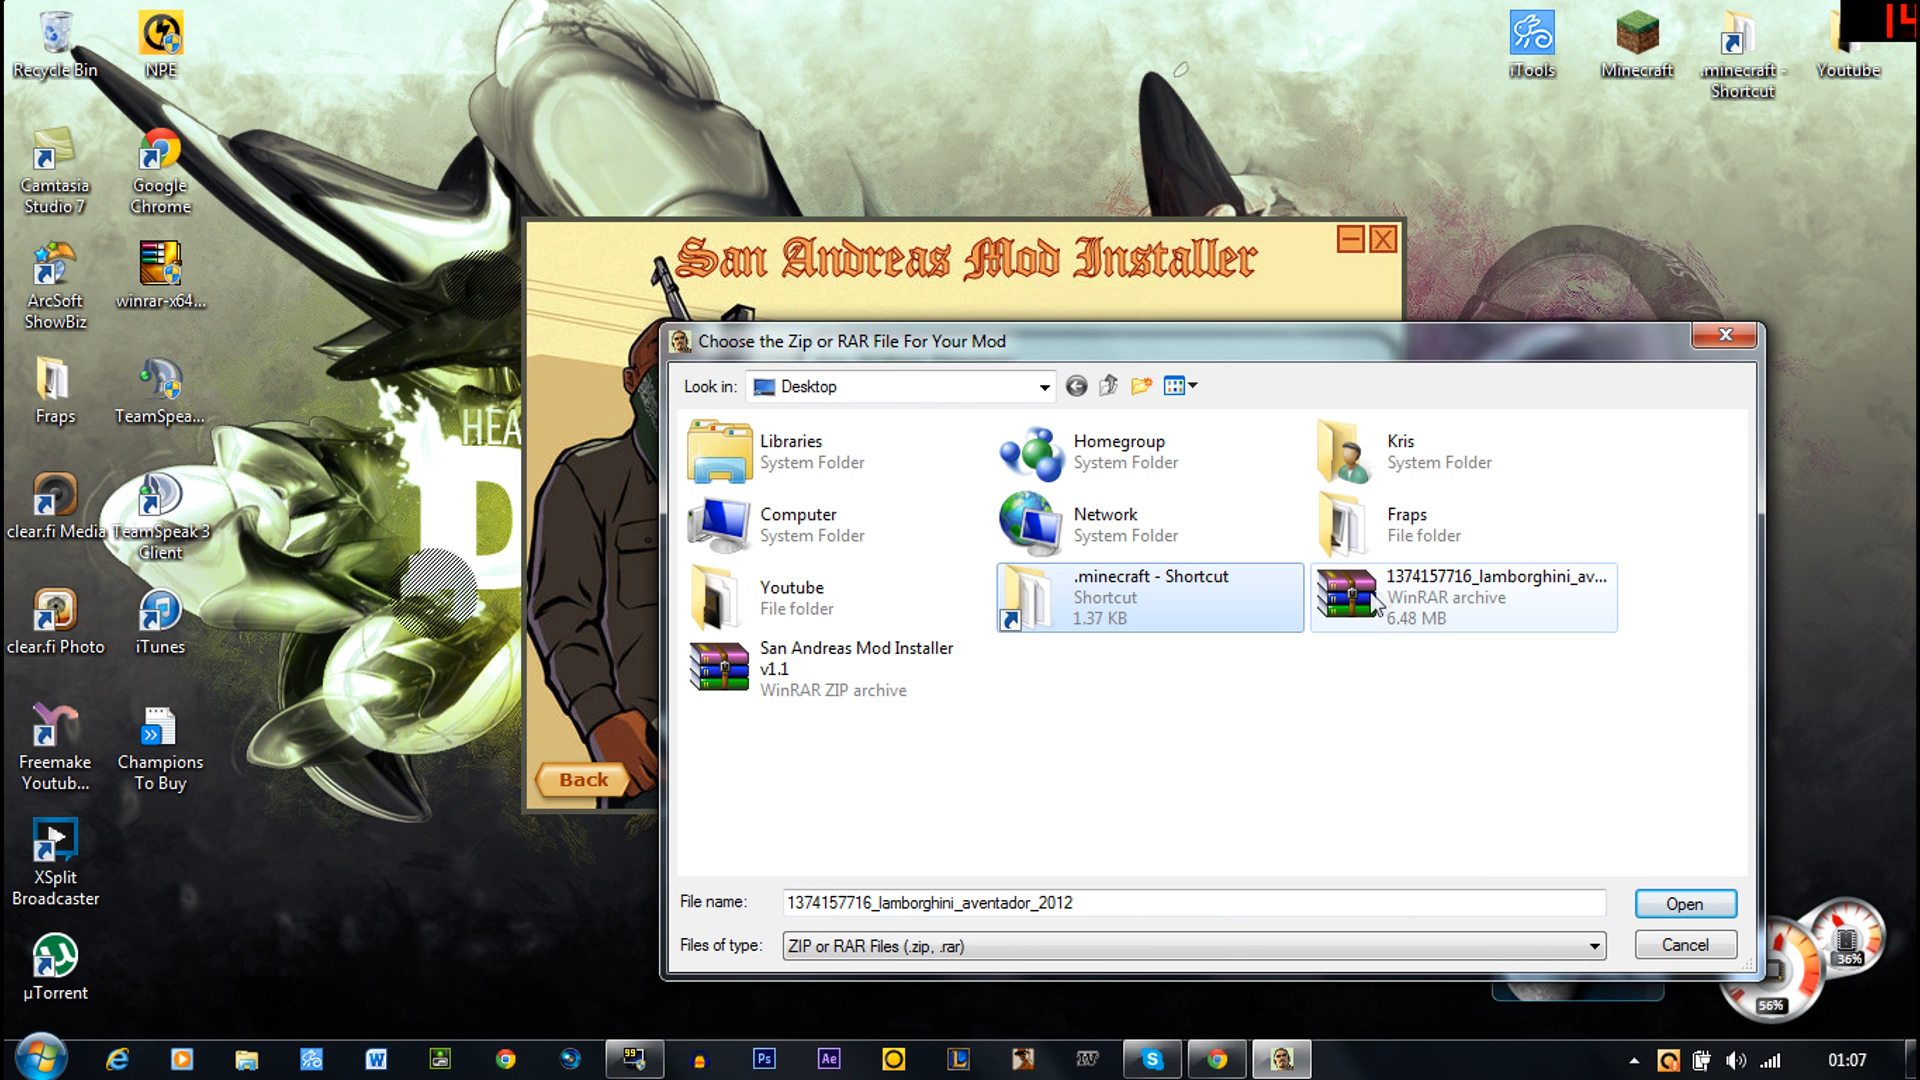 Recycle Bin
NPE
iTools
Minecraft
.minecraft -
Shortcut
Youtube
14
Camtasia
Studio 7
Google
Chrome
ArcSoft
ShowBiz
winrar-x64...
Fraps
TeamSpea...
clear.fi Media
TeamSpeak 3
Client
clear.fi Photo
iTunes
Freemake
Youtub...
Champions
To Buy
XSplit
Broadcaster
µTorrent
HEA
D
San Andreas Mod Installer
Back
Choose the Zip or RAR File For Your Mod
Look in:
Desktop
Libraries
System Folder
Homegroup
System Folder
Kris
System Folder
Computer
System Folder
Network
System Folder
Fraps
File folder
Youtube
File folder
.minecraft - Shortcut
Shortcut
1.37 KB
1374157716_lamborghini_av...
WinRAR archive
6.48 MB
San Andreas Mod Installer
v1.1
WinRAR ZIP archive
File name:
1374157716_lamborghini_aventador_2012
Open
Files of type:
ZIP or RAR Files (.zip, .rar)
Cancel
36%
56%
W
99
Ps
Ae
L
S
01:07